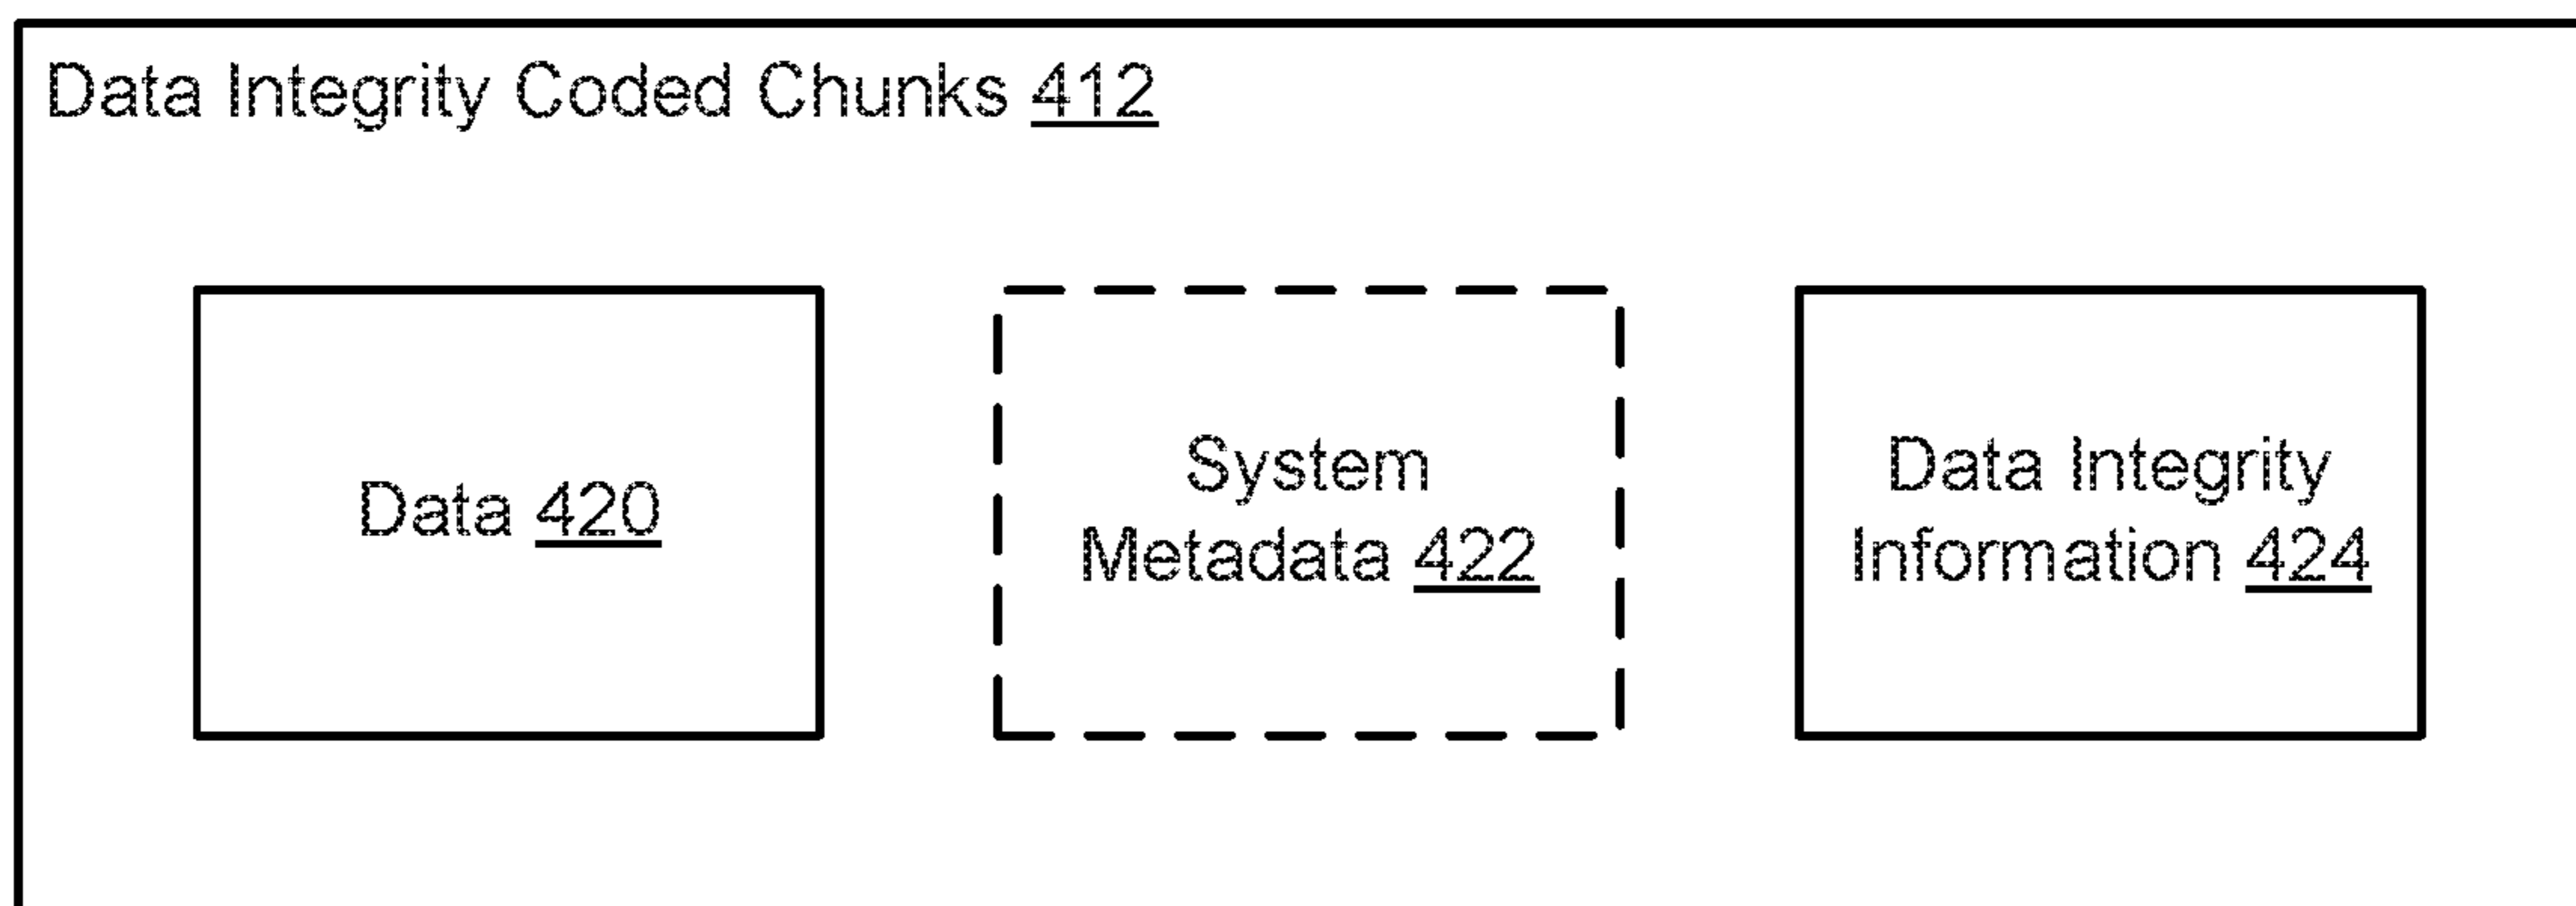 Data Integrity Coded Chunks 412
Data 420
System
Metadata 422
Data Integrity
Information 424